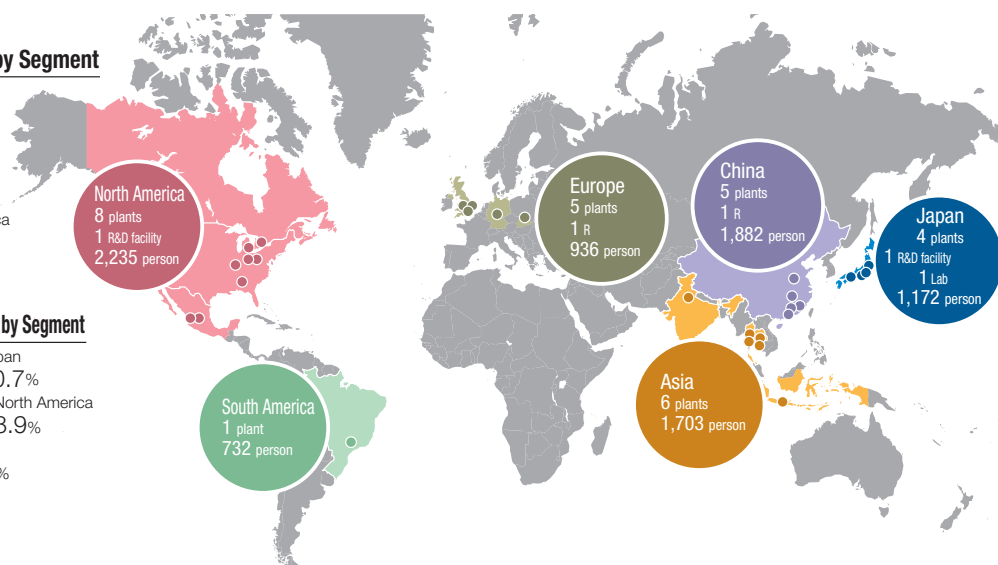 by Segment
North America
8 plants
1 R&D facility
2,235 person
Europe
5 plants
1 R
936 person
China
5 plants
1 R
1,882 person
Japan
4 plants
1 R&D facility
1 Lab
1,172 person
by Segment
North America
%
South America
1 plant
732 person
Asia
6 plants
1,703 person